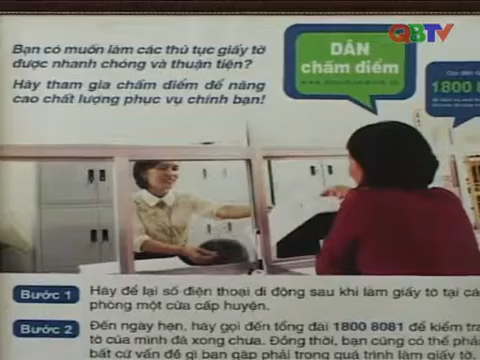 QBTV
Bạn có muốn làm các thủ tục giấy tờ
được nhanh chóng và thuận tiện?
Hãy tham gia chấm điểm để nâng
cao chất lượng phục vụ chính bạn!
DÂN
chấm điểm
1800 8
Bước 1
Hãy để lại số điện thoại di động sau khi làm giấy tờ tại các
phòng một cửa cấp huyện.
Bước 2
Đến ngày hẹn, hãy gọi đến tổng đài 1800 8081 để kiểm tra
tờ của mình đã xong chưa. Đồng thời, bạn cũng có thể phản
bất cứ vấn đề gì bạn gặp phải trong quá trình làm giấy tờ.